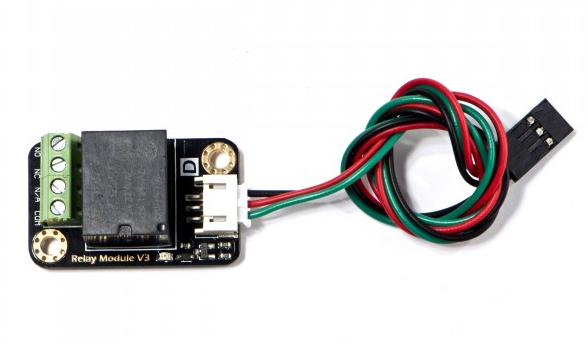 NO
NC
N/A
COM
D
Relay Module V3